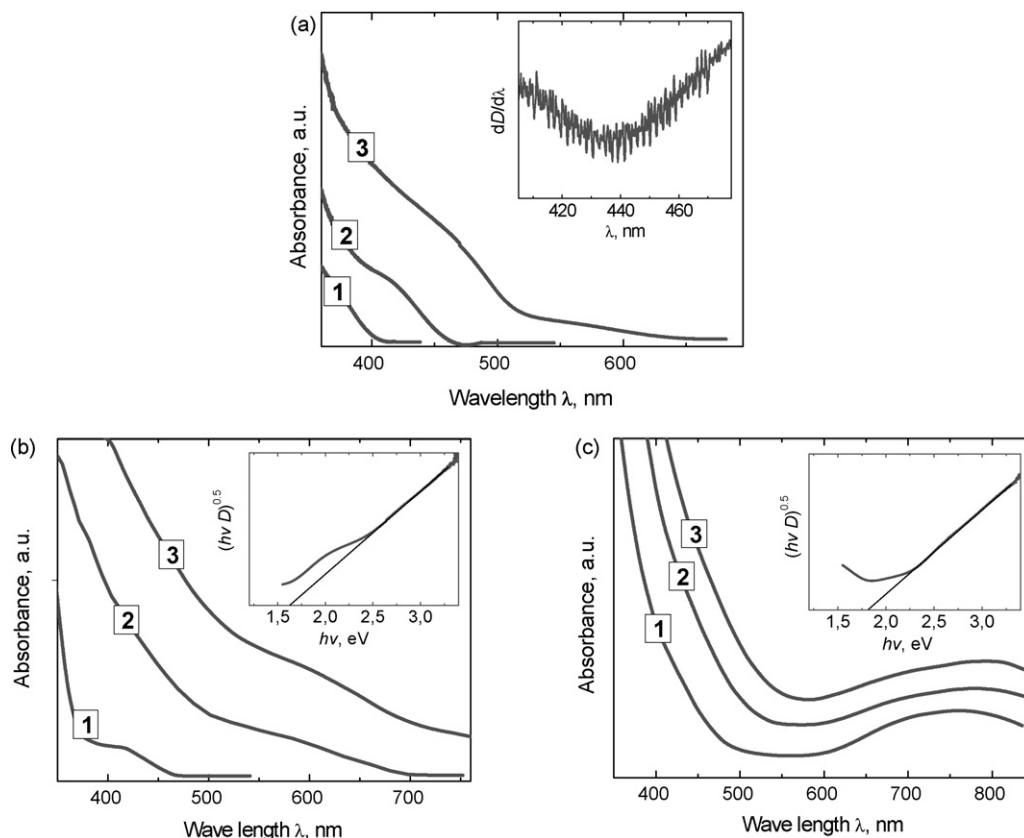 (a)
Absorbance, a.u.
3
2
1
400 500 600
Wavelength λ, nm
dD/dλ
420 440 460
λ, nm
(b)
Absorbance, a.u.
3
2
1
400 500 600 700
Wave length λ, nm
(hν D)^0.5
1,5 2,0 2,5 3,0
hν, eV
(c)
Absorbance, a.u.
3
2
1
400 500 600 700 800
Wave length λ, nm
(hν D)^0.5
1,5 2,0 2,5 3,0
hν, eV